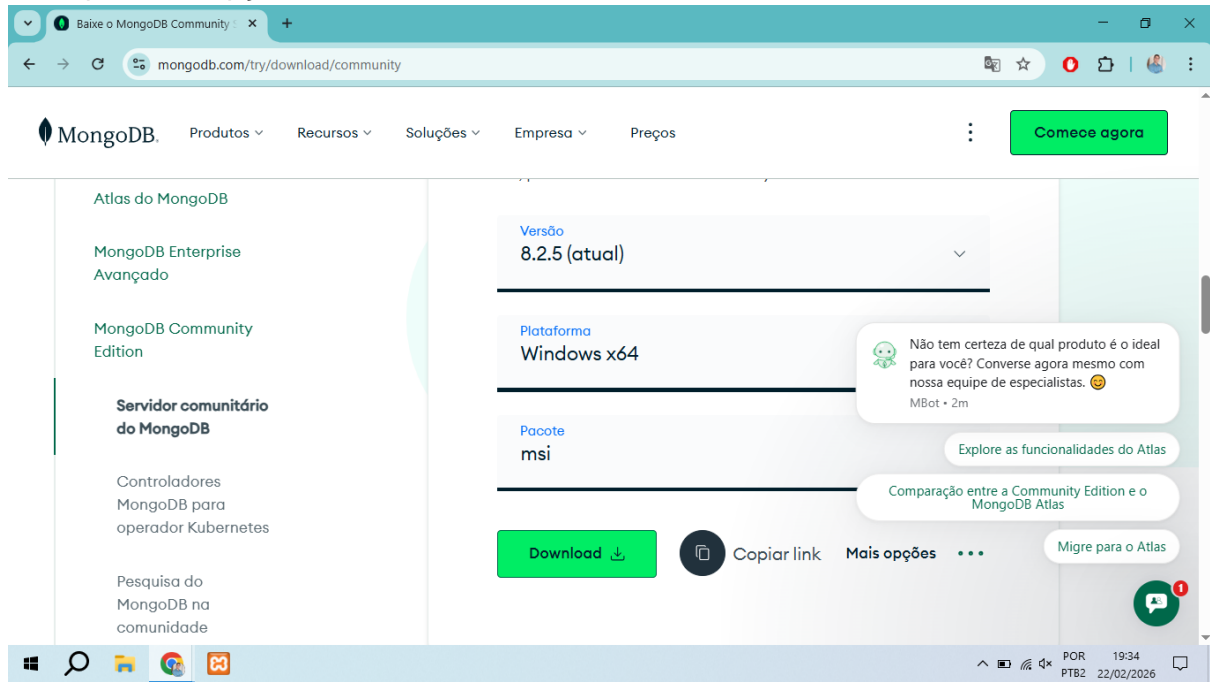 Baixe o MongoDB Community
mongodb.com/try/download/community
MongoDB.
Produtos
Recursos
Soluções
Empresa
Preços
Comece agora
Atlas do MongoDB
MongoDB Enterprise
Avançado
MongoDB Community
Edition
Servidor comunitário
do MongoDB
Controladores
MongoDB para
operador Kubernetes
Pesquisa do
MongoDB na
comunidade
Versão
8.2.5 (atual)
Plataforma
Windows x64
Pacote
msi
Download
Copiar link
Mais opções
Não tem certeza de qual produto é o ideal
para você? Converse agora mesmo com
nossa equipe de especialistas. 😊
MBot • 2m
Explore as funcionalidades do Atlas
Comparação entre a Community Edition e o
MongoDB Atlas
Migre para o Atlas
1
POR
PTB2
19:34
22/02/2026